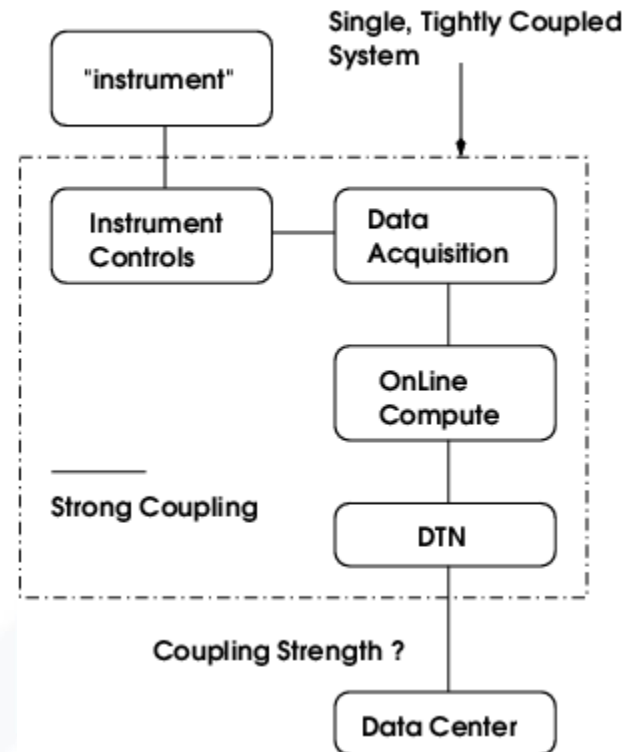 Single, Tightly Coupled
System
"instrument"
Instrument
Controls
Data
Acquisition
OnLine
Compute
Strong Coupling
DTN
Coupling Strength ?
Data Center